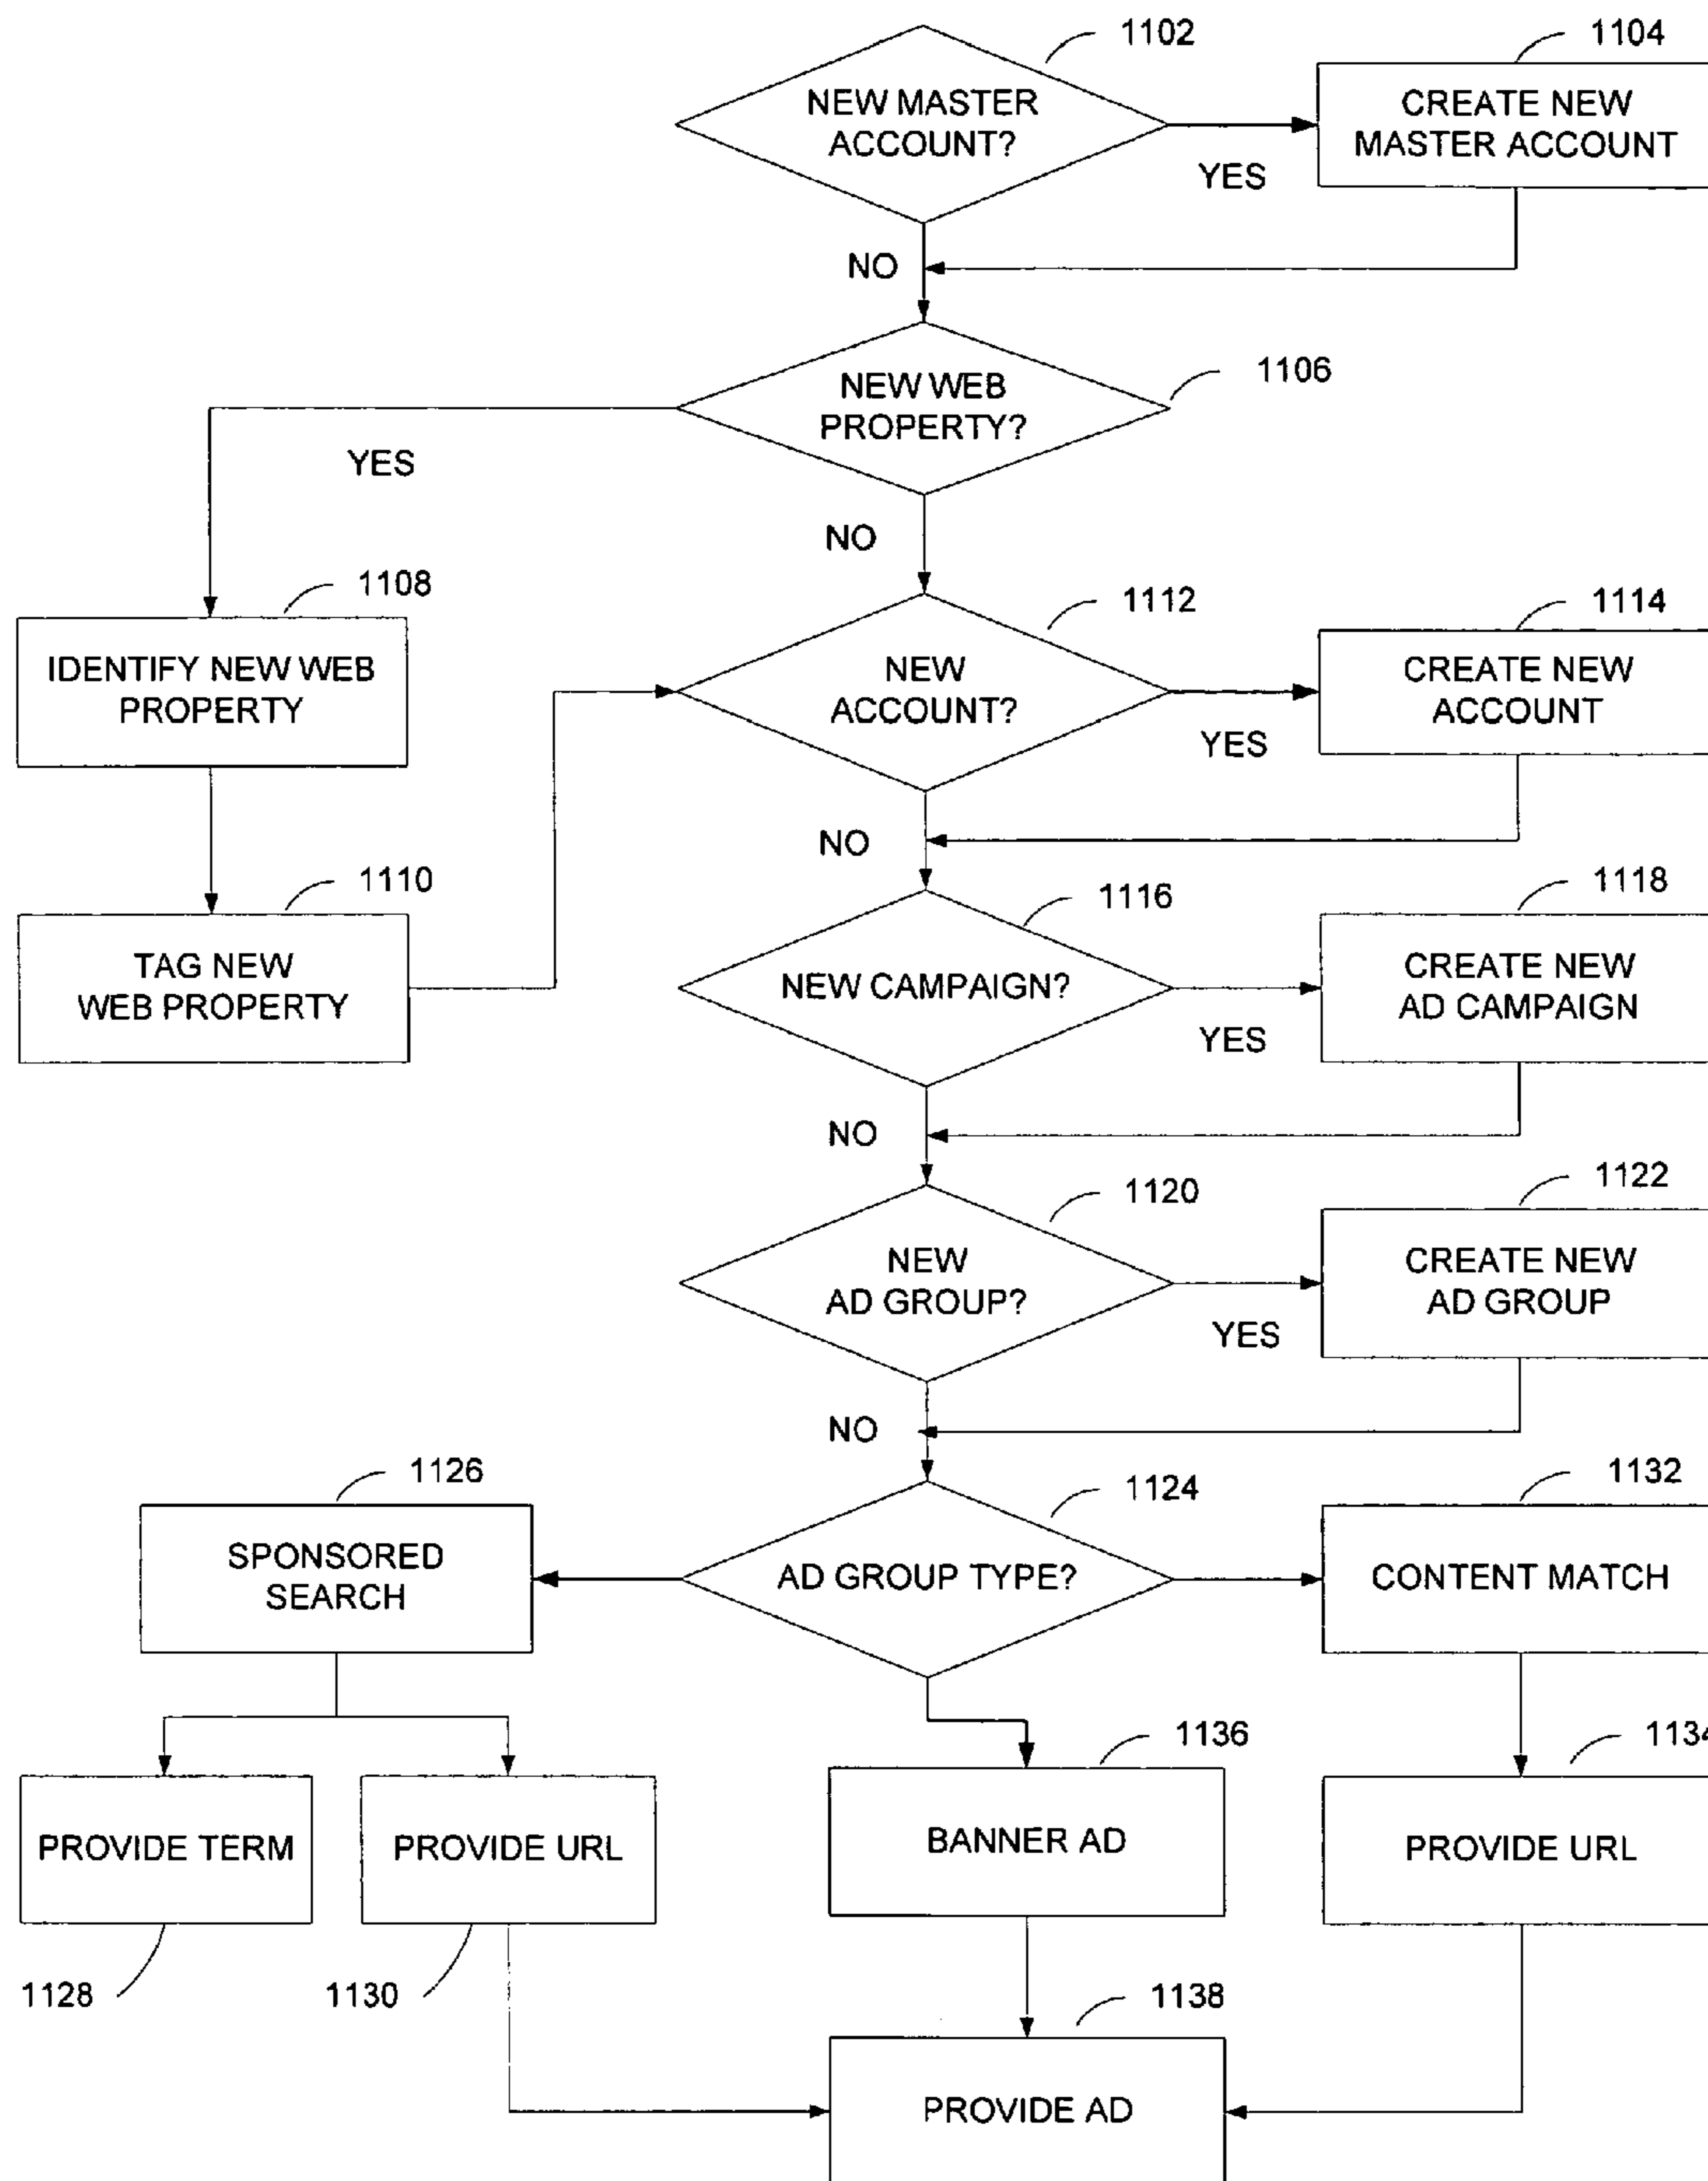 1102
NEW MASTER
ACCOUNT?
YES
NO
1104
CREATE NEW
MASTER ACCOUNT
1106
NEW WEB
PROPERTY?
YES
NO
1108
IDENTIFY NEW WEB
PROPERTY
1110
TAG NEW
WEB PROPERTY
1112
NEW
ACCOUNT?
YES
NO
1114
CREATE NEW
ACCOUNT
1116
NEW CAMPAIGN?
YES
NO
1118
CREATE NEW
AD CAMPAIGN
1120
NEW
AD GROUP?
YES
NO
1122
CREATE NEW
AD GROUP
1124
AD GROUP TYPE?
1126
SPONSORED
SEARCH
1132
CONTENT MATCH
PROVIDE TERM
1128
PROVIDE URL
1130
1136
BANNER AD
1134
PROVIDE URL
1138
PROVIDE AD